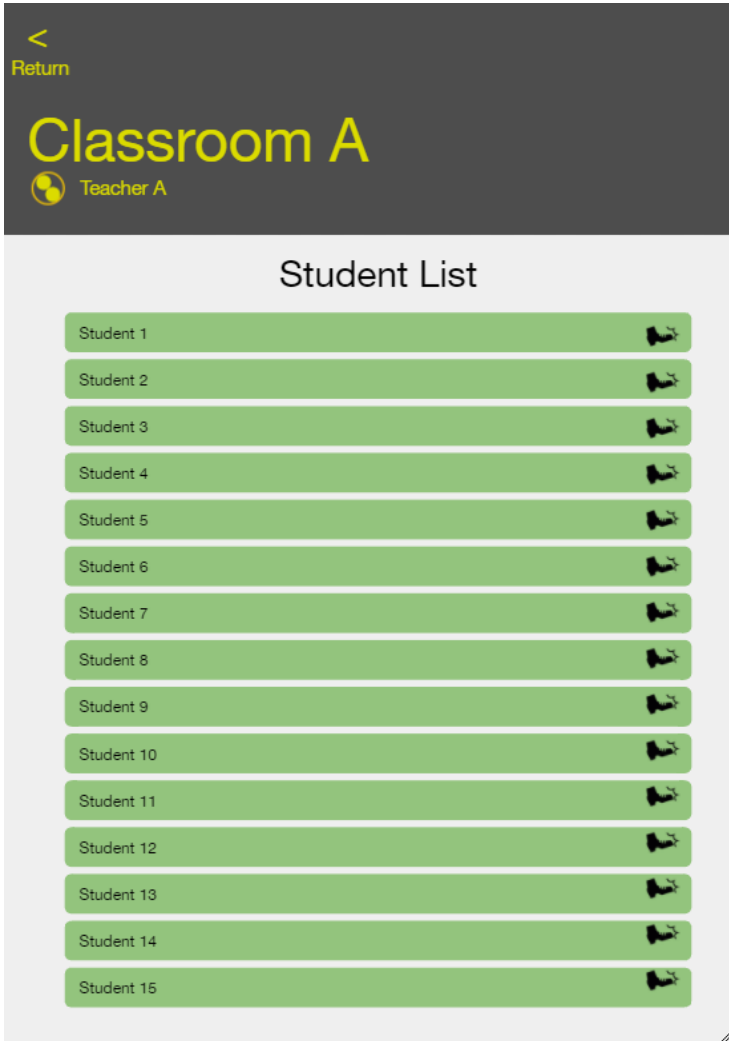 <
Return
Classroom A
Teacher A
Student List
Student 1
Student 2
Student 3
Student 4
Student 5
Student 6
Student 7
Student 8
Student 9
Student 10
Student 11
Student 12
Student 13
Student 14
Student 15